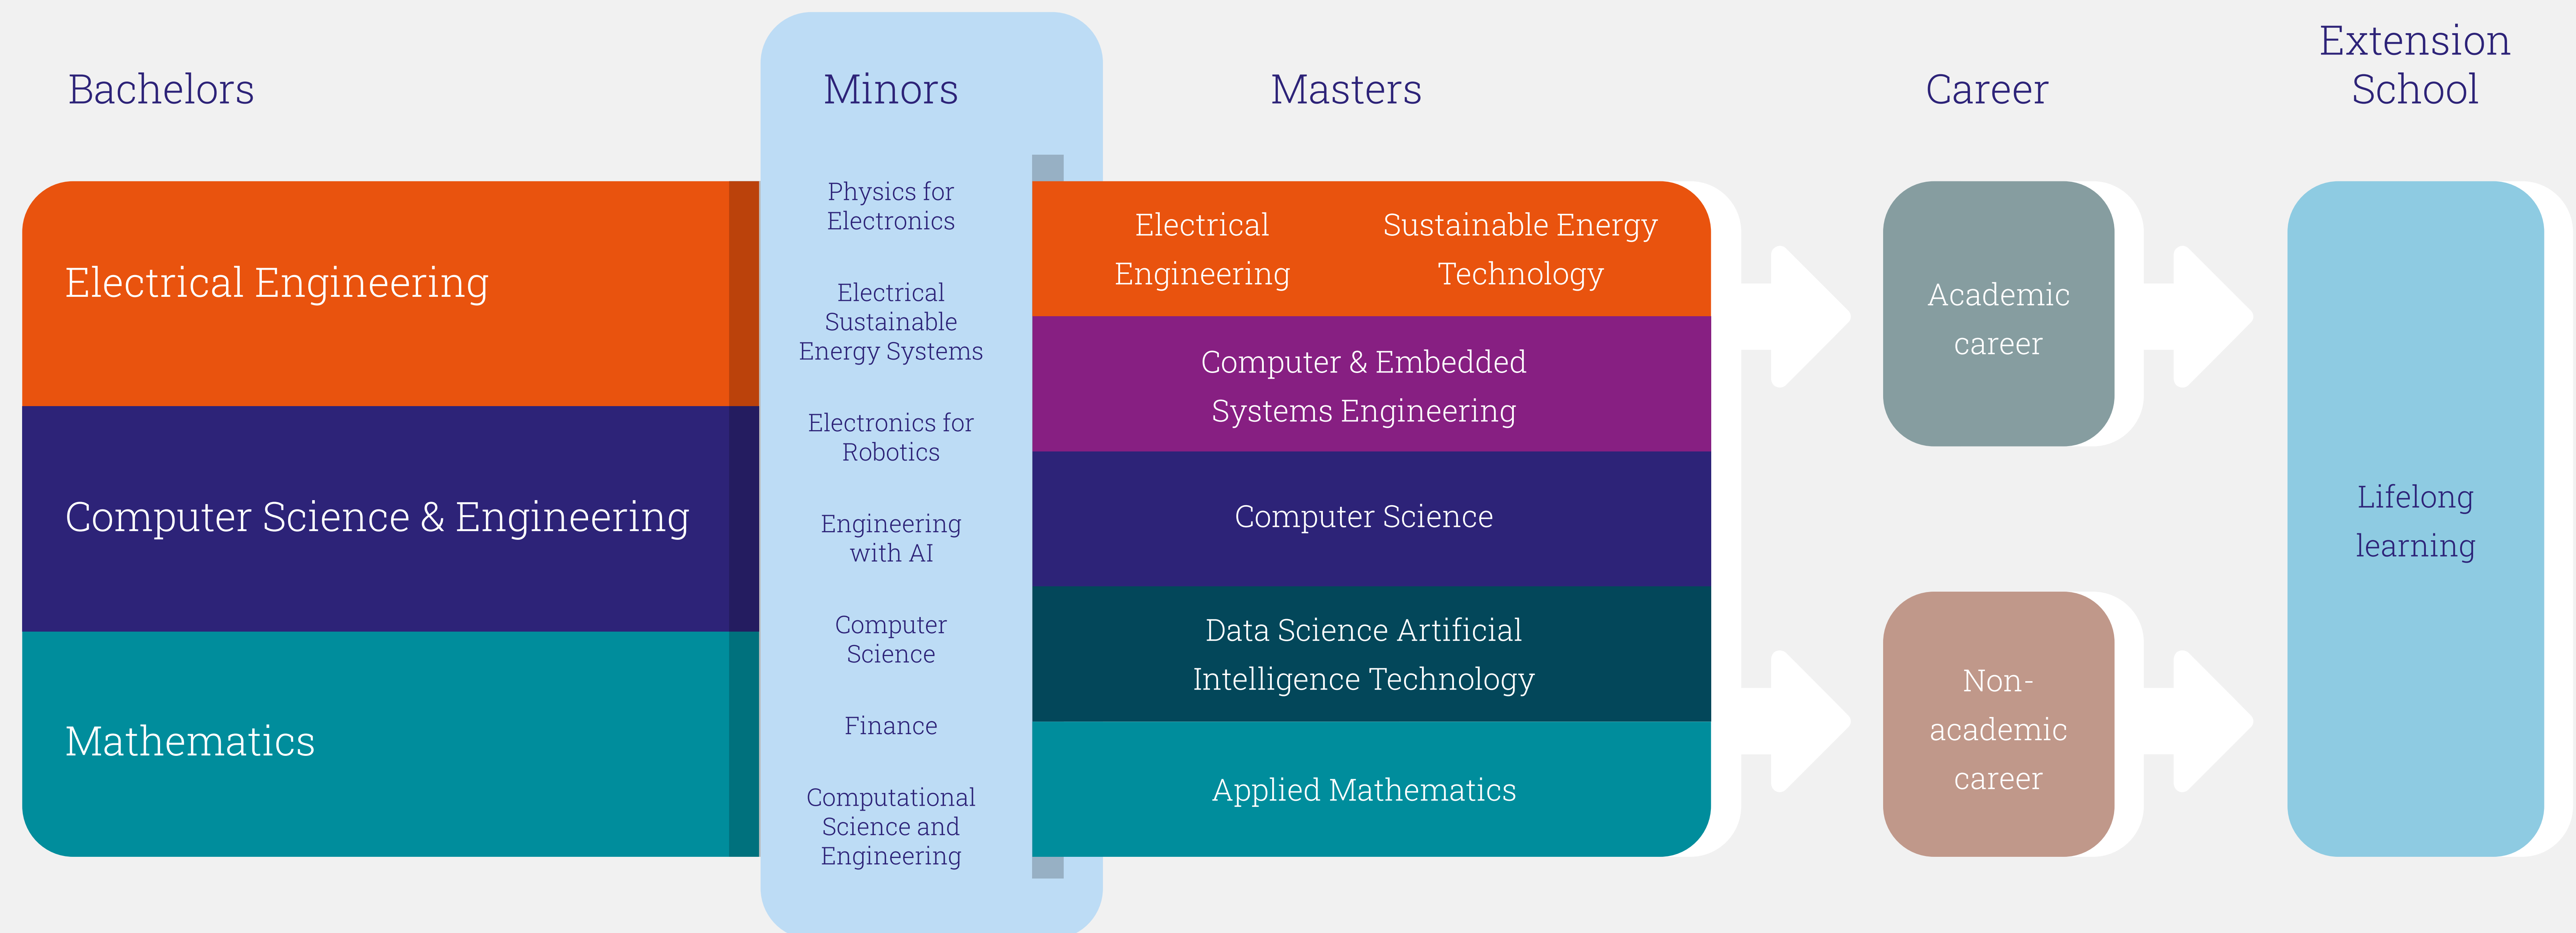 Bachelors
Minors
Masters
Career
Extension
School
Electrical Engineering
Computer Science & Engineering
Mathematics
Physics for
Electronics
Electrical
Sustainable
Energy Systems
Electronics for
Robotics
Engineering
with AI
Computer
Science
Finance
Computational
Science and
Engineering
Electrical
Engineering
Sustainable Energy
Technology
Computer & Embedded
Systems Engineering
Computer Science
Data Science Artificial
Intelligence Technology
Applied Mathematics
Academic
career
Non-
academic
career
Lifelong
learning